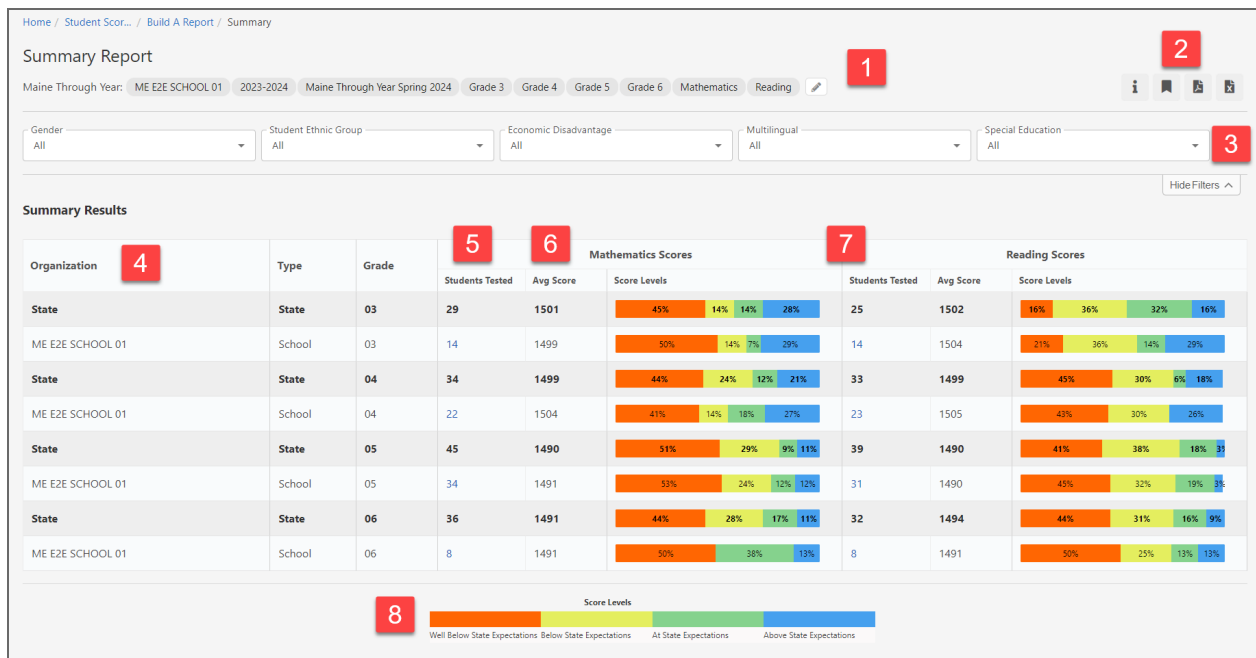 Home / Student Scor... / Build A Report / Summary
Summary Report
1
2
Maine Through Year: ME E2E SCHOOL 01 2023-2024 Maine Through Year Spring 2024 Grade 3 Grade 4 Grade 5 Grade 6 Mathematics Reading
Gender Student Ethnic Group Economic Disadvantage Multilingual Special Education
All All All All All
3
Hide Filters
Summary Results
5 6 7
Mathematics Scores Reading Scores
Organization 4 Type Grade
Students Tested Avg Score Score Levels Students Tested Avg Score Score Levels
State State 03 29 1501 45% 14% 14% 28% 25 1502 16% 36% 32% 16%
ME E2E SCHOOL 01 School 03 14 1499 50% 14% 7% 29% 14 1504 21% 36% 14% 29%
State State 04 34 1499 44% 24% 12% 21% 33 1499 45% 30% 6% 18%
ME E2E SCHOOL 01 School 04 22 1504 41% 14% 18% 27% 23 1505 43% 30% 26%
State State 05 45 1490 51% 29% 9% 11% 39 1490 41% 38% 18% 3%
ME E2E SCHOOL 01 School 05 34 1491 53% 24% 12% 12% 31 1490 45% 32% 19% 3%
State State 06 36 1491 44% 28% 17% 11% 32 1494 44% 31% 16% 9%
ME E2E SCHOOL 01 School 06 8 1491 50% 38% 13% 8 1491 50% 25% 13% 13%
Score Levels
8
Well Below State Expectations Below State Expectations At State Expectations Above State Expectations